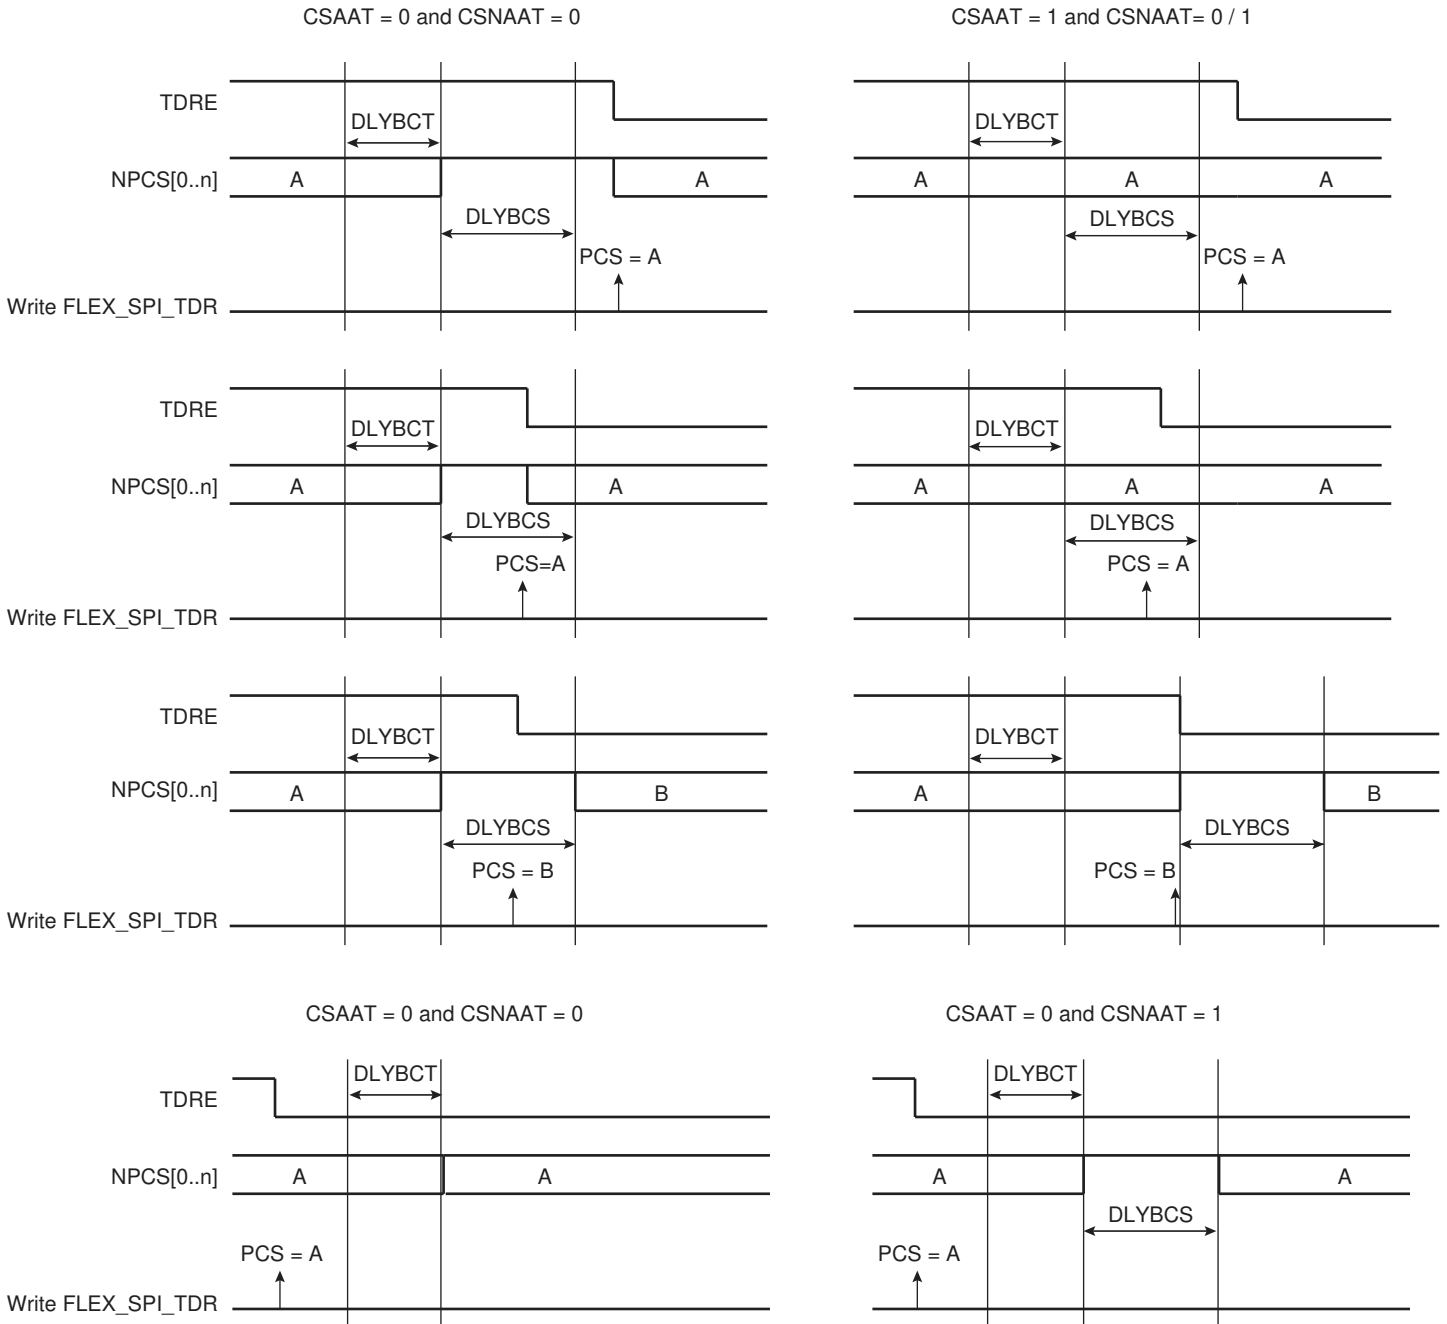 CSAAT = 0 and CSNAAT = 0
CSAAT = 1 and CSNAAT= 0 / 1
TDRE
DLYBCT
DLYBCT
NPCS[0..n]
A
A
A
A
A
DLYBCS
DLYBCS
PCS = A
PCS = A
Write FLEX_SPI_TDR
TDRE
DLYBCT
DLYBCT
NPCS[0..n]
A
A
A
A
A
DLYBCS
DLYBCS
PCS=A
PCS = A
Write FLEX_SPI_TDR
TDRE
DLYBCT
DLYBCT
NPCS[0..n]
A
B
A
B
DLYBCS
DLYBCS
PCS = B
PCS = B
Write FLEX_SPI_TDR
CSAAT = 0 and CSNAAT = 0
CSAAT = 0 and CSNAAT = 1
TDRE
DLYBCT
DLYBCT
NPCS[0..n]
A
A
A
A
DLYBCS
PCS = A
PCS = A
Write FLEX_SPI_TDR